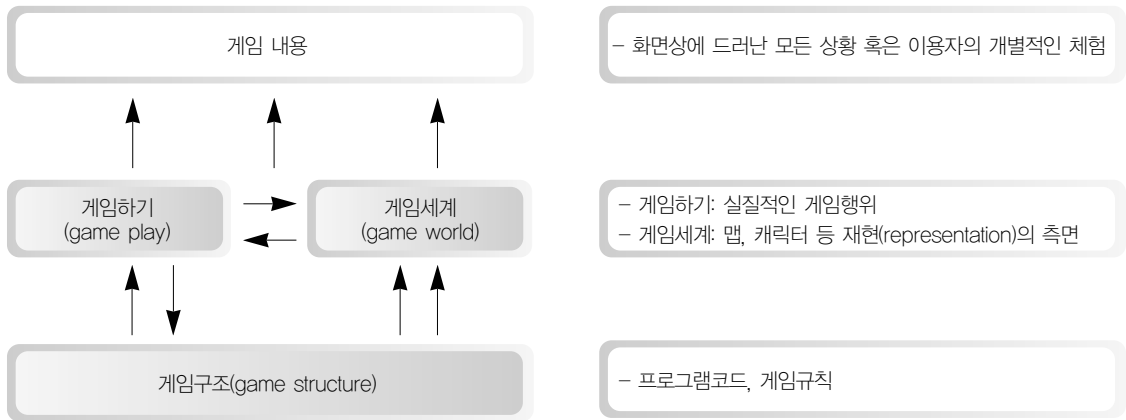 게임 내용
– 화면상에 드러난 모든 상황 혹은 이용자의 개별적인 체험
게임하기
(game play)
게임세계
(game world)
– 게임하기: 실질적인 게임행위
– 게임세계: 맵, 캐릭터 등 재현(representation)의 측면
게임구조(game structure)
– 프로그램코드, 게임규칙